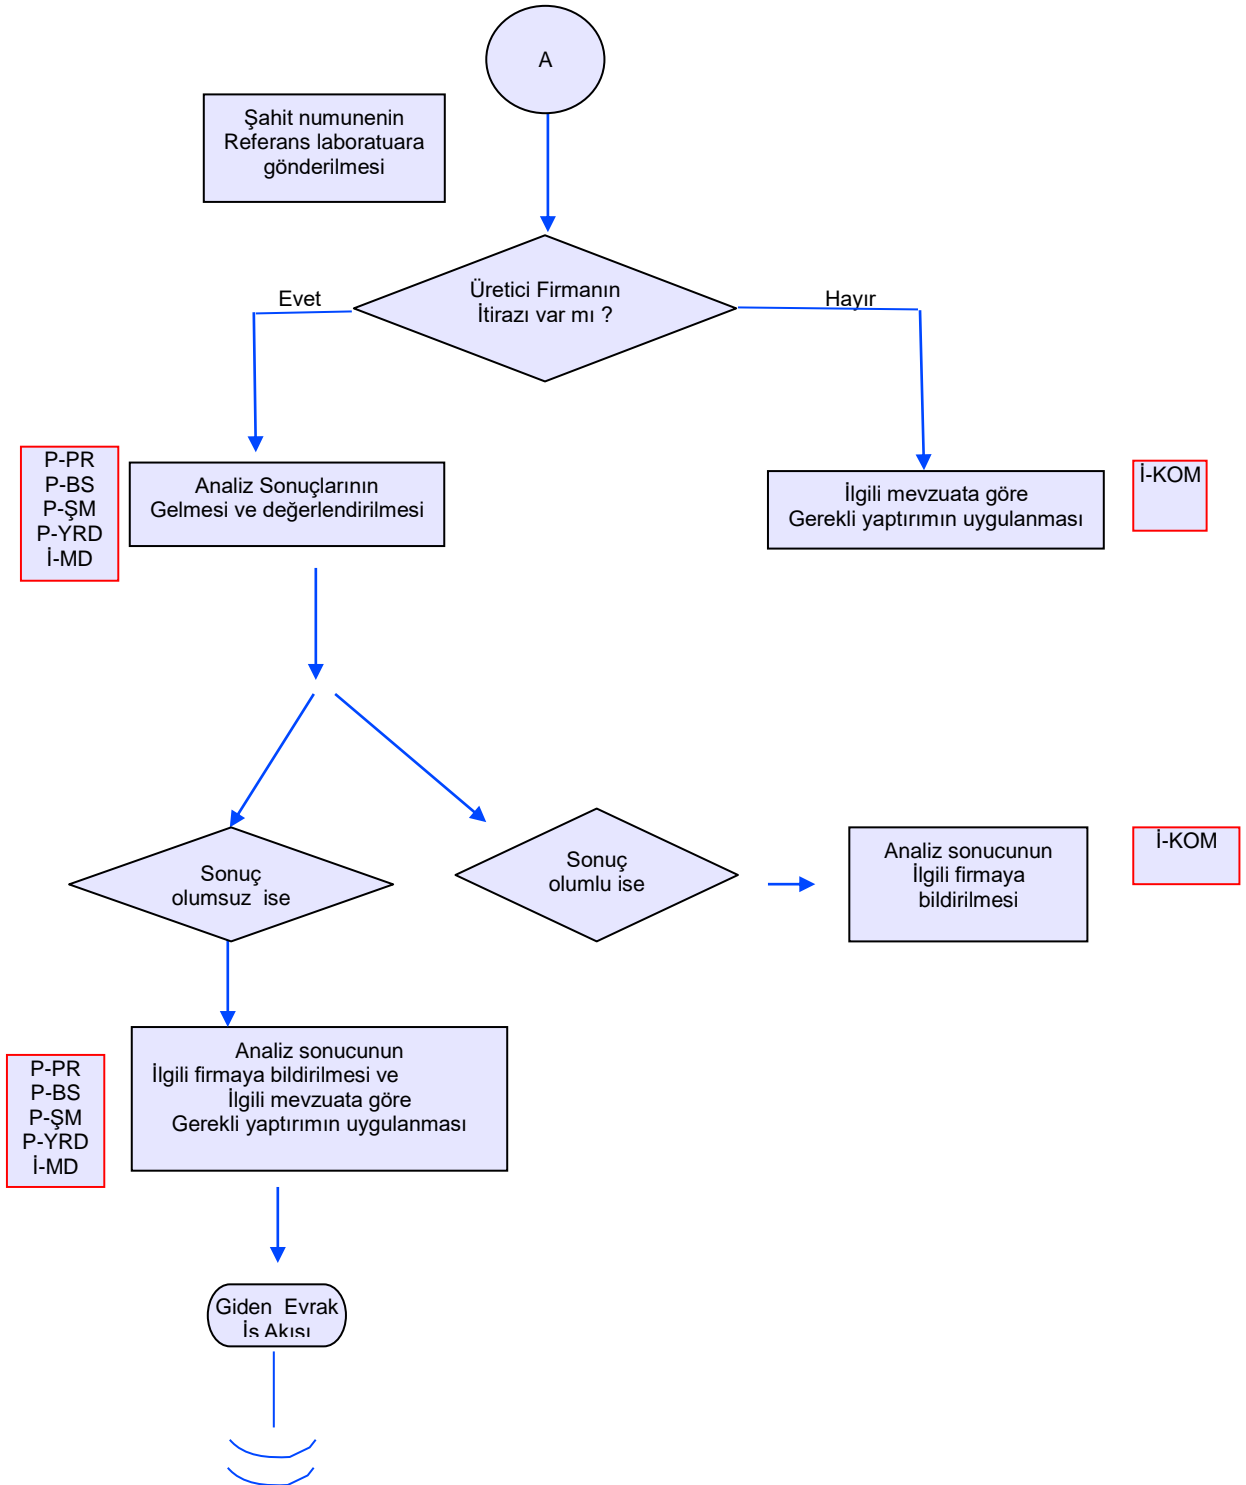 A
Şahit numunenin
Referans laboratuara
gönderilmesi
Üretici Firmanın
İtirazı var mı ?
Evet
Hayır
P-PR
P-BS
P-ŞM
P-YRD
İ-MD
Analiz Sonuçlarının
Gelmesi ve değerlendirilmesi
İlgili mevzuata göre
Gerekli yaptırımın uygulanması
İ-KOM
Sonuç
olumsuz ise
Sonuç
olumlu ise
Analiz sonucunun
İlgili firmaya
bildirilmesi
İ-KOM
P-PR
P-BS
P-ŞM
P-YRD
İ-MD
Analiz sonucunun
İlgili firmaya bildirilmesi ve
İlgili mevzuata göre
Gerekli yaptırımın uygulanması
Giden Evrak
İş Akışı